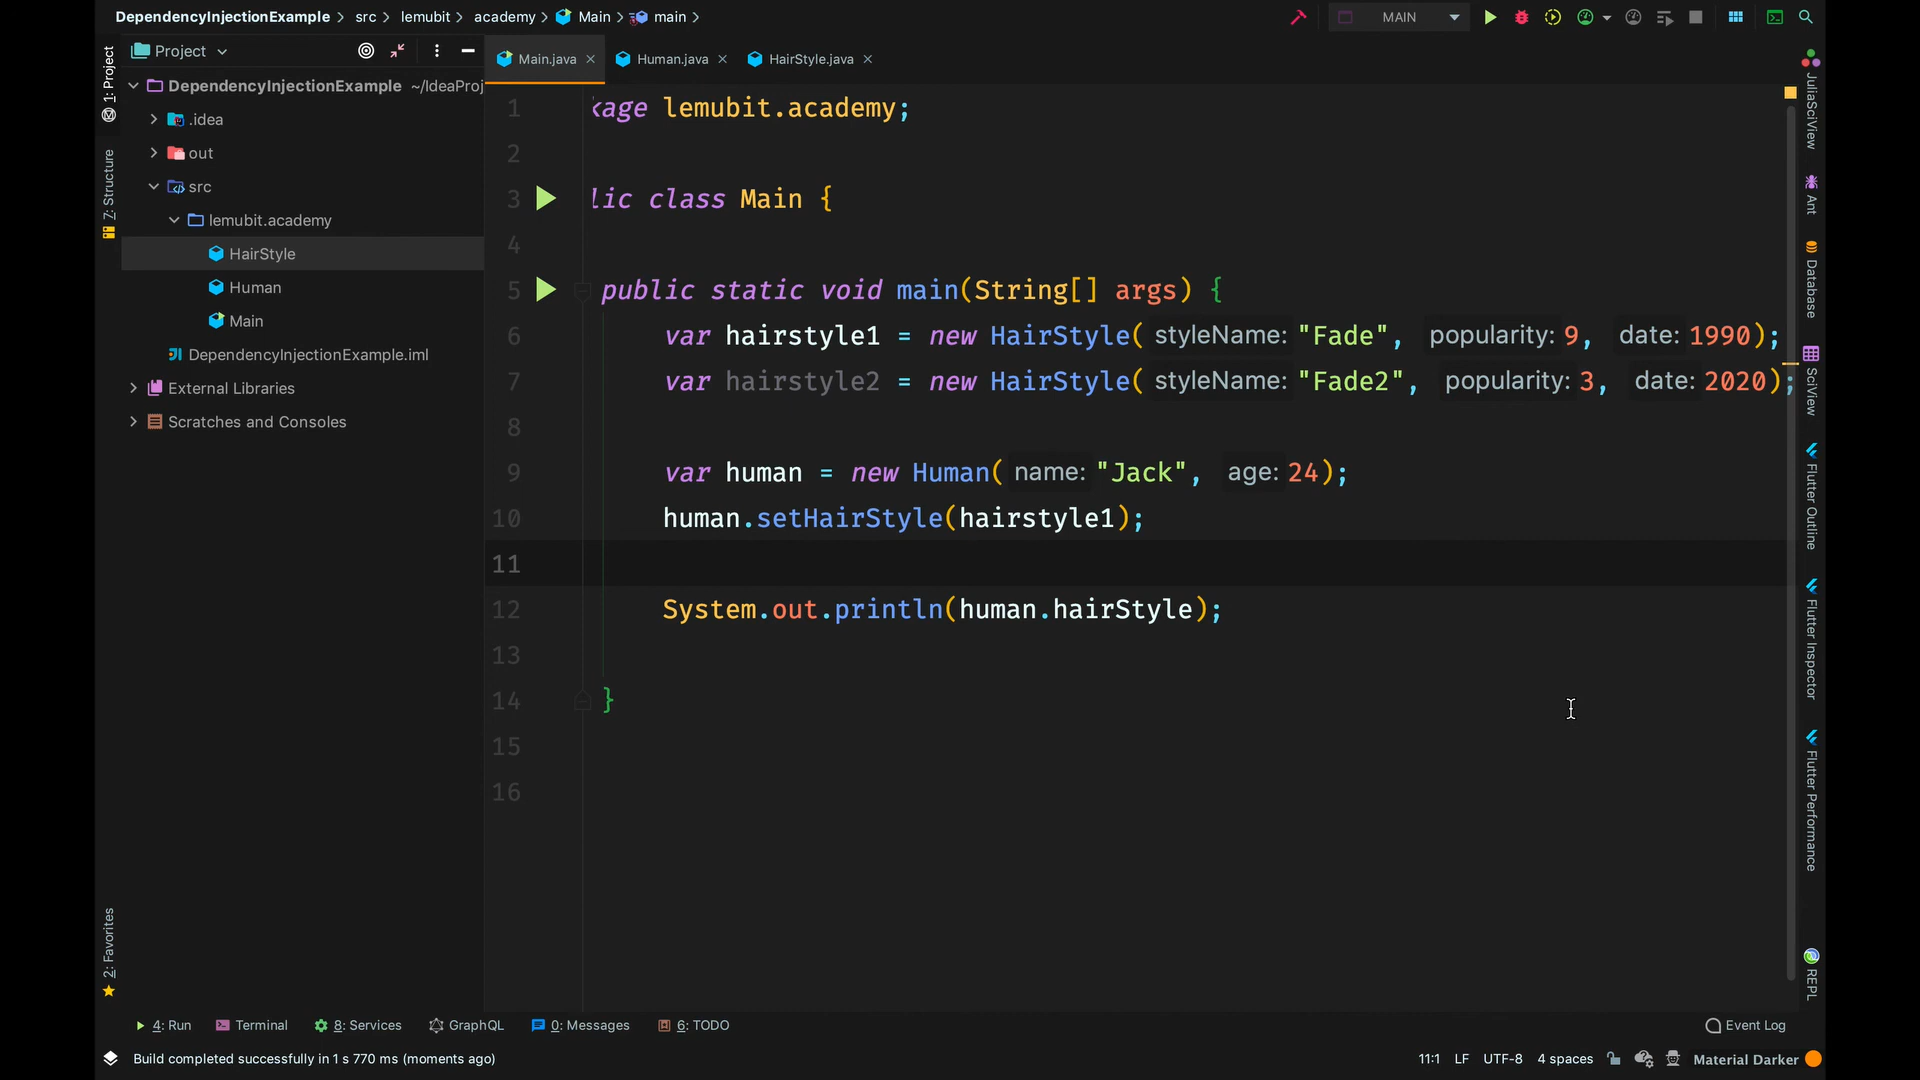 DependencyInjectionExample > src > lemubit > academy > Main > main >
MAIN
Project
Main.java
Human.java
HairStyle.java
1: Project
7: Structure
2: Favorites
DependencyInjectionExample ~/IdeaProj
.idea
out
src
lemubit.academy
HairStyle
Human
Main
DependencyInjectionExample.iml
External Libraries
Scratches and Consoles
1 kage lemubit.academy;
2
3 lic class Main {
4
5 public static void main(String[] args) {
6 var hairstyle1 = new HairStyle( styleName: "Fade", popularity: 9, date: 1990);
7 var hairstyle2 = new HairStyle( styleName: "Fade2", popularity: 3, date: 2020);
8
9 var human = new Human( name: "Jack", age: 24);
10 human.setHairStyle(hairstyle1);
11
12 System.out.println(human.hairStyle);
13
14 }
15
16
JuliaSciView
Ant
Database
SciView
Flutter Outline
Flutter Inspector
Flutter Performance
REPL
4: Run
Terminal
8: Services
GraphQL
0: Messages
6: TODO
Event Log
Build completed successfully in 1 s 770 ms (moments ago)
11:1 LF UTF-8 4 spaces
Material Darker